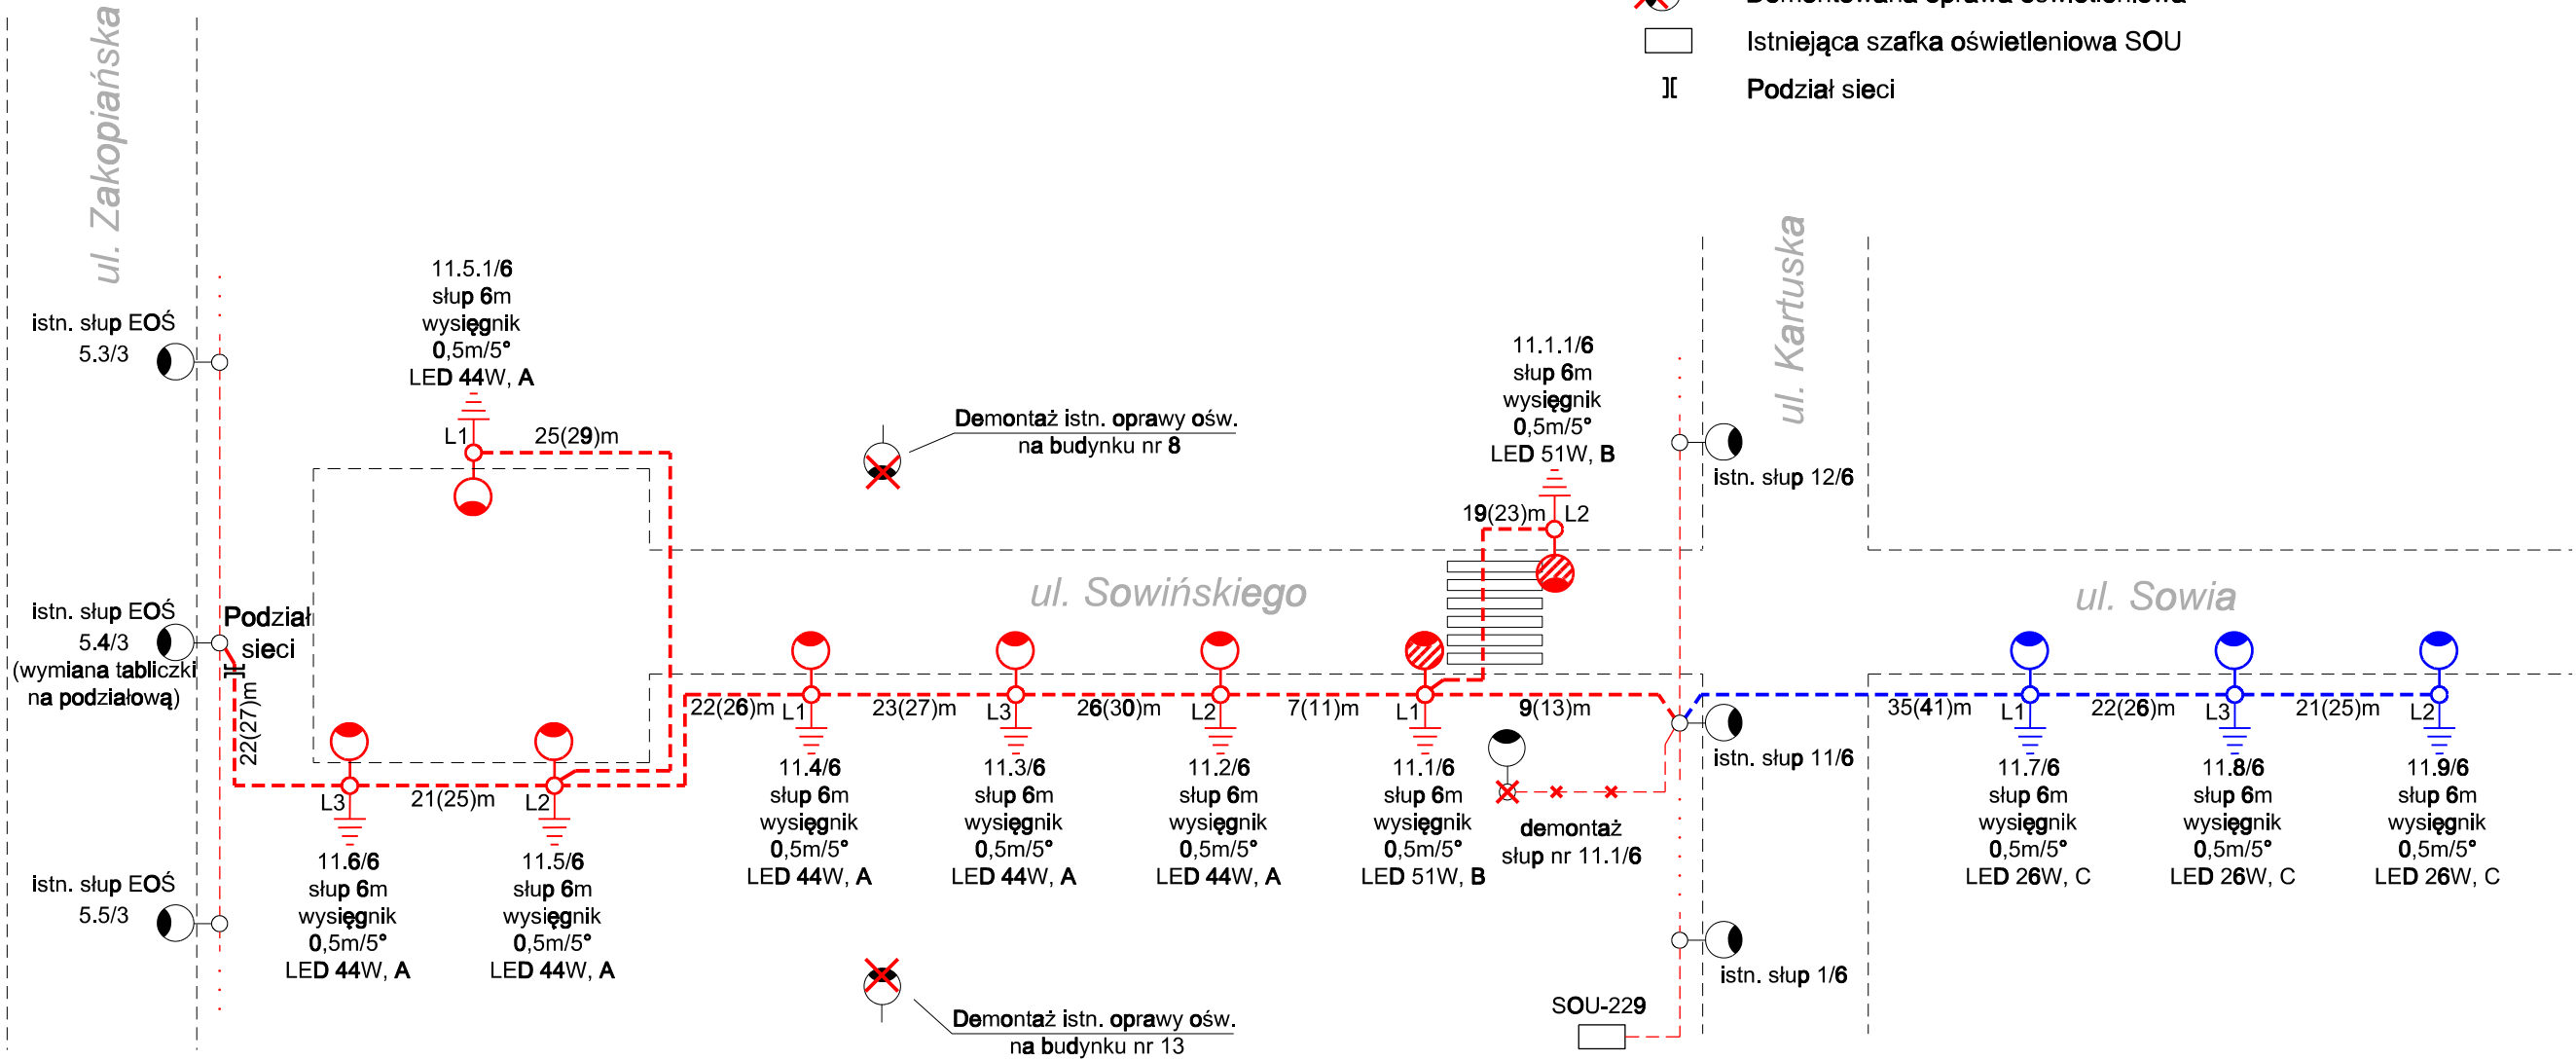 Demontowana oprawa oświetleniowa
Istniejąca szafka oświetleniowa SOU
][ Podział sieci
ul. Zakopiańska
ul. Kartuska
ul. Sowińskiego
ul. Sowia
istn. słup EOŚ
5.3/3
istn. słup EOŚ
5.4/3
(wymiana tabliczki
na podziałową)
Podział
sieci
22(27)m
istn. słup EOŚ
5.5/3
11.5.1/6
słup 6m
wysięgnik
0,5m/5°
LED 44W, A
L1
25(29)m
Demontaż istn. oprawy ośw.
na budynku nr 8
11.1.1/6
słup 6m
wysięgnik
0,5m/5°
LED 51W, B
19(23)m
L2
istn. słup 12/6
L3
21(25)m
L2
22(26)m
L1
23(27)m
L3
26(30)m
L2
7(11)m
L1
9(13)m
istn. słup 11/6
35(41)m
L1
22(26)m
L3
21(25)m
L2
11.6/6
słup 6m
wysięgnik
0,5m/5°
LED 44W, A
11.5/6
słup 6m
wysięgnik
0,5m/5°
LED 44W, A
11.4/6
słup 6m
wysięgnik
0,5m/5°
LED 44W, A
11.3/6
słup 6m
wysięgnik
0,5m/5°
LED 44W, A
11.2/6
słup 6m
wysięgnik
0,5m/5°
LED 44W, A
11.1/6
słup 6m
wysięgnik
0,5m/5°
LED 51W, B
demontaż
słup nr 11.1/6
11.7/6
słup 6m
wysięgnik
0,5m/5°
LED 26W, C
11.8/6
słup 6m
wysięgnik
0,5m/5°
LED 26W, C
11.9/6
słup 6m
wysięgnik
0,5m/5°
LED 26W, C
istn. słup 1/6
SOU-229
Demontaż istn. oprawy ośw.
na budynku nr 13